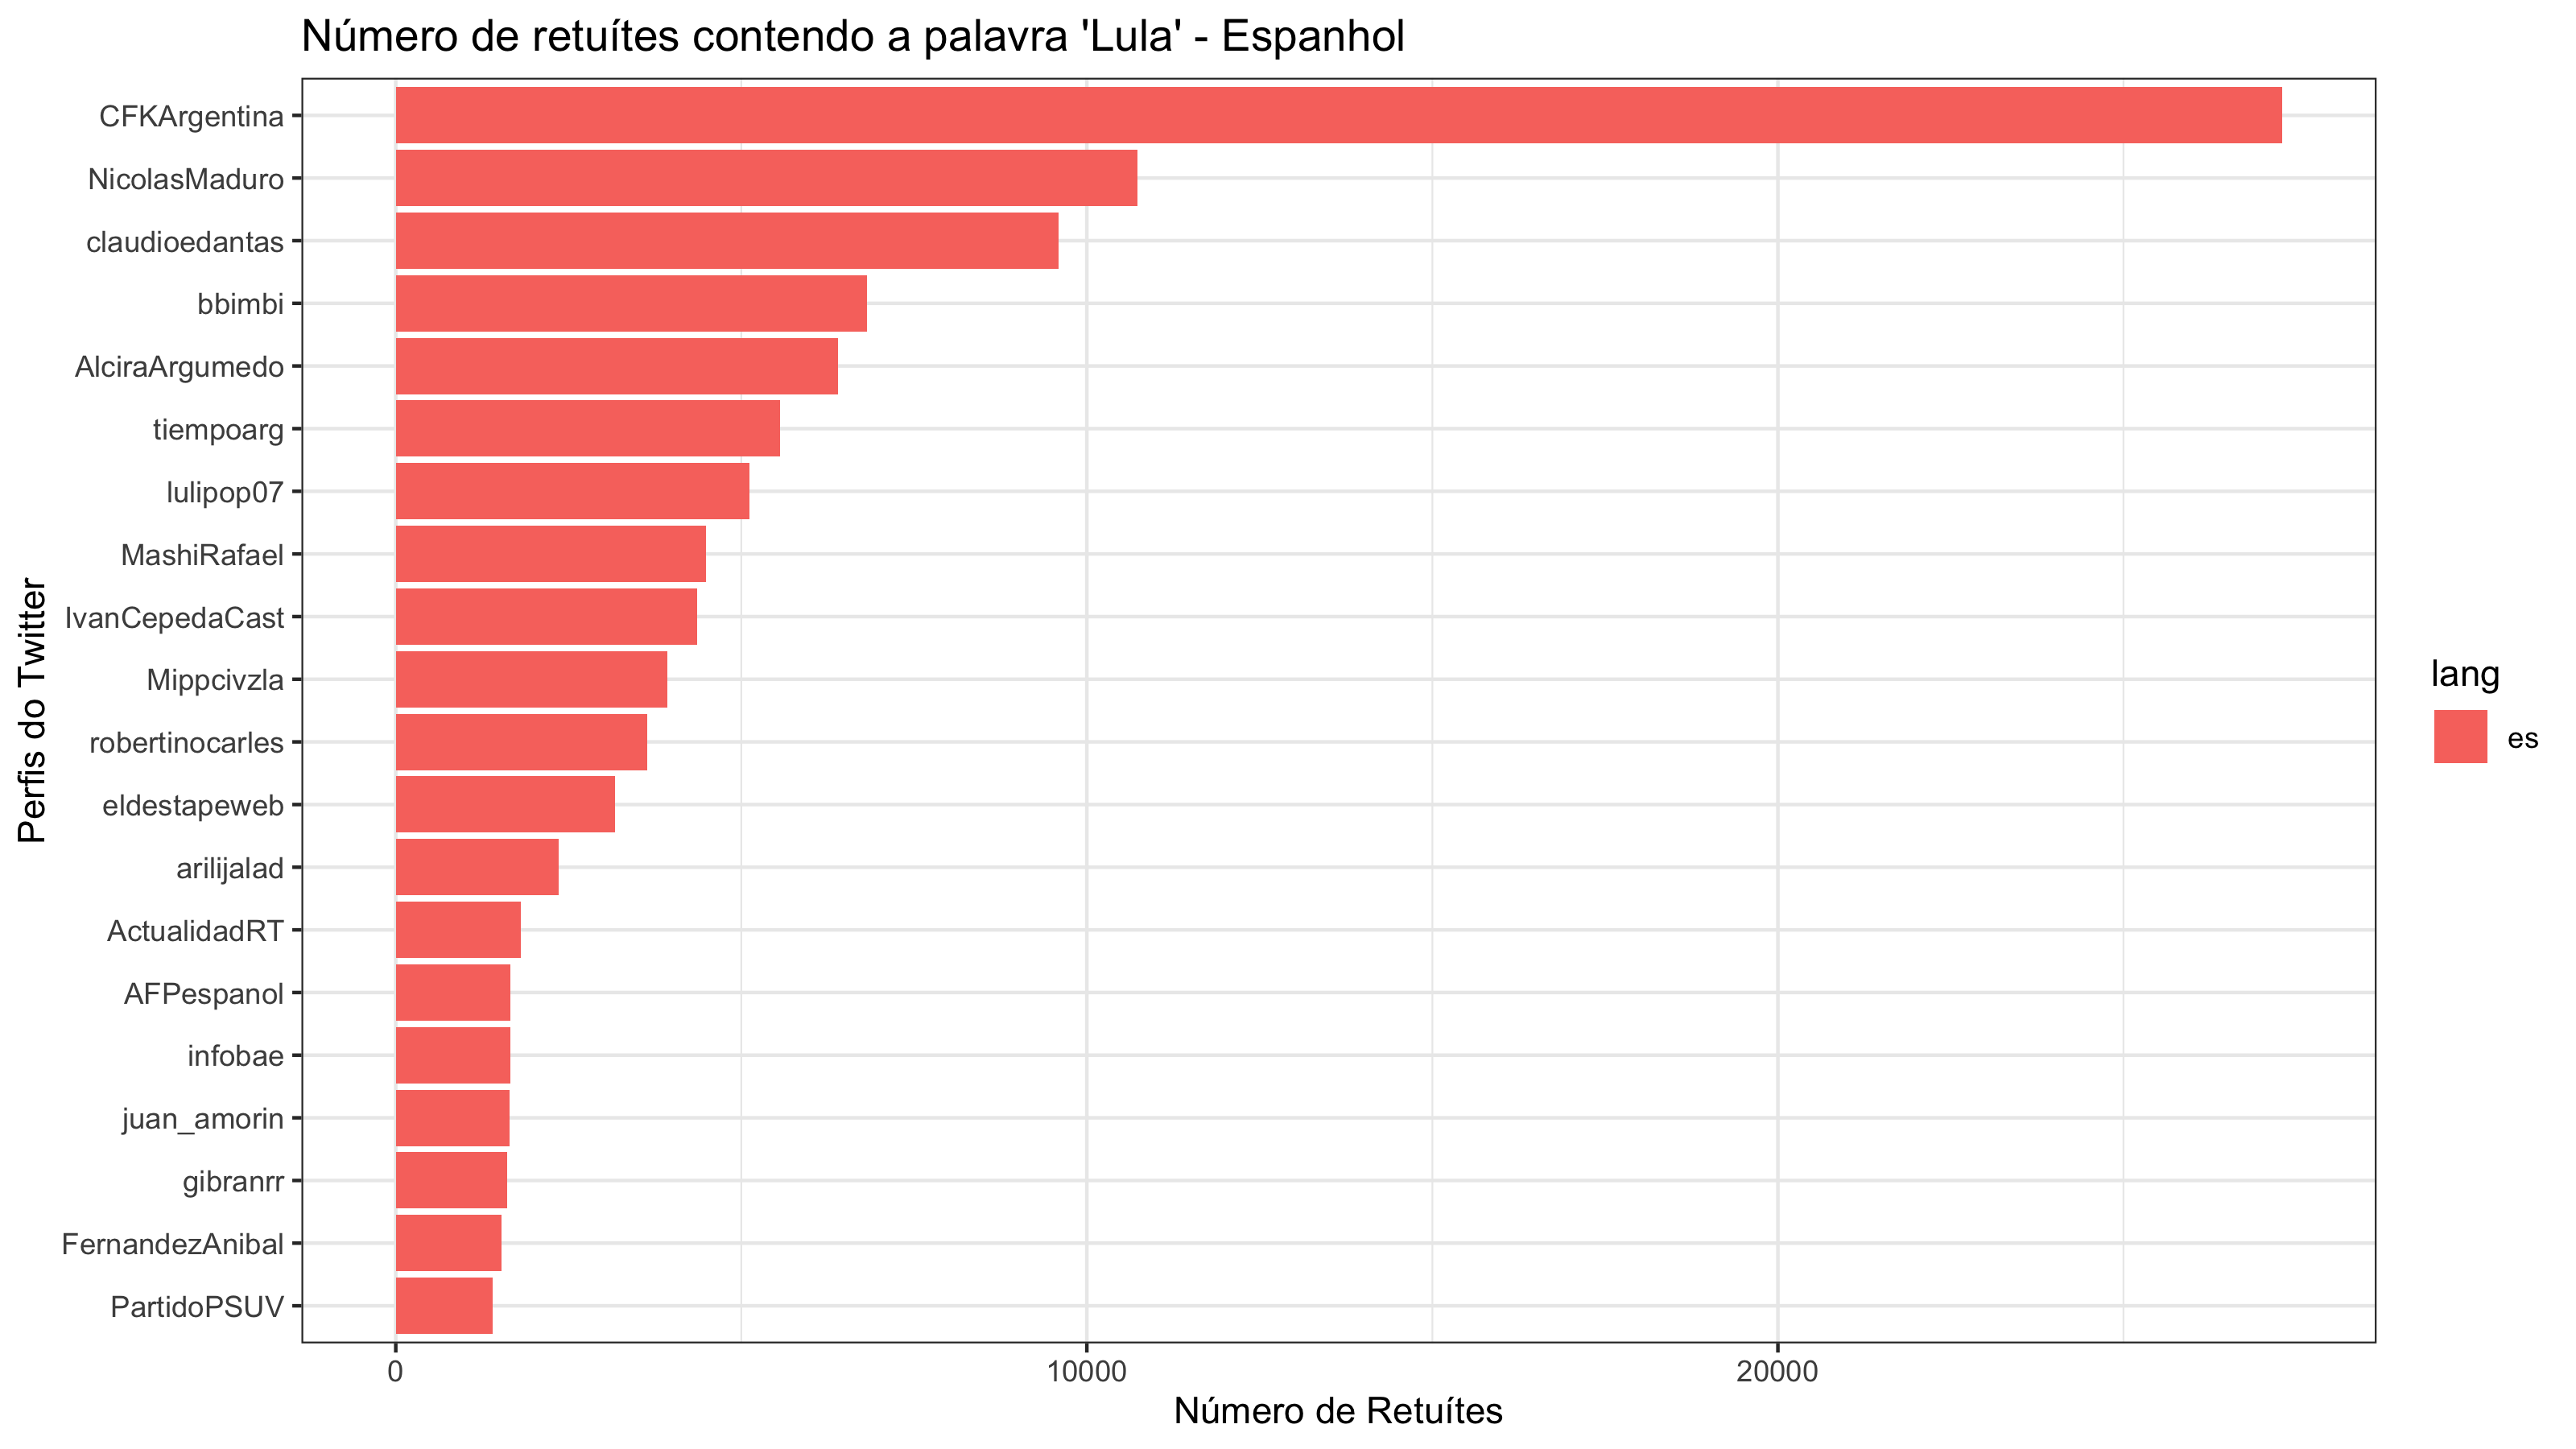 Número de retuítes contendo a palavra 'Lula' - Espanhol
CFKArgentina
NicolasMaduro
claudioedantas
bbimbi
AlciraArgumedo
tiempoarg
lulipop07
MashiRafael
IvanCepedaCast
Mippcivzla
robertinocarles
eldestapeweb
arilijalad
ActualidadRT
AFPespanol
infobae
juan_amorin
gibranrr
FernandezAnibal
PartidoPSUV
Perfis do Twitter
0
10000
20000
Número de Retuítes
lang
es